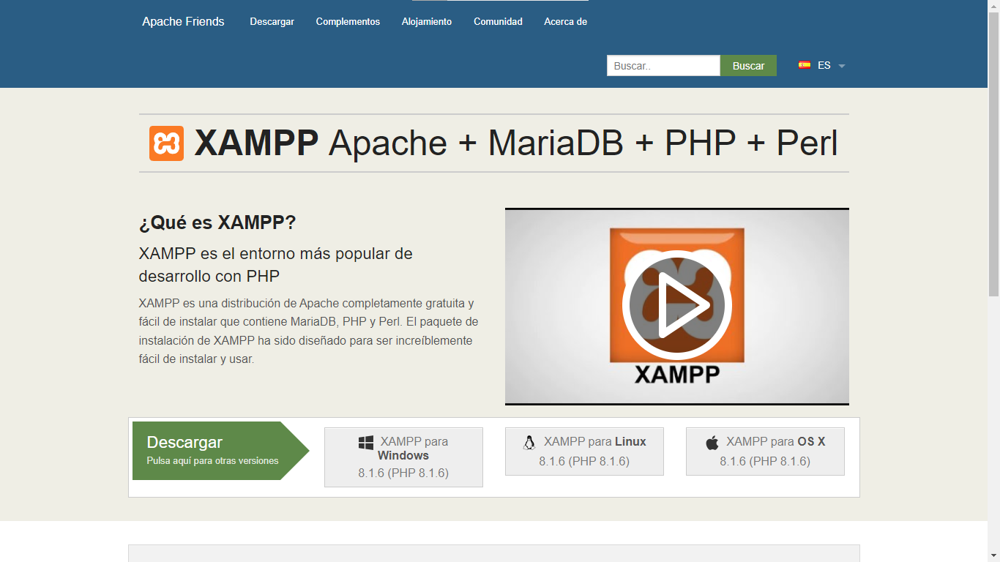 Apache Friends Descargar Complementos Alojamiento Comunidad Acerca de
Buscar.. Buscar ES
XAMPP Apache + MariaDB + PHP + Perl
¿Qué es XAMPP?
XAMPP es el entorno más popular de
desarrollo con PHP
XAMPP es una distribución de Apache completamente gratuita y
fácil de instalar que contiene MariaDB, PHP y Perl. El paquete de
instalación de XAMPP ha sido diseñado para ser increíblemente
fácil de instalar y usar.
XAMPP
Descargar
Pulsa aquí para otras versiones
XAMPP para
Windows
8.1.6 (PHP 8.1.6)
XAMPP para Linux
8.1.6 (PHP 8.1.6)
XAMPP para OS X
8.1.6 (PHP 8.1.6)